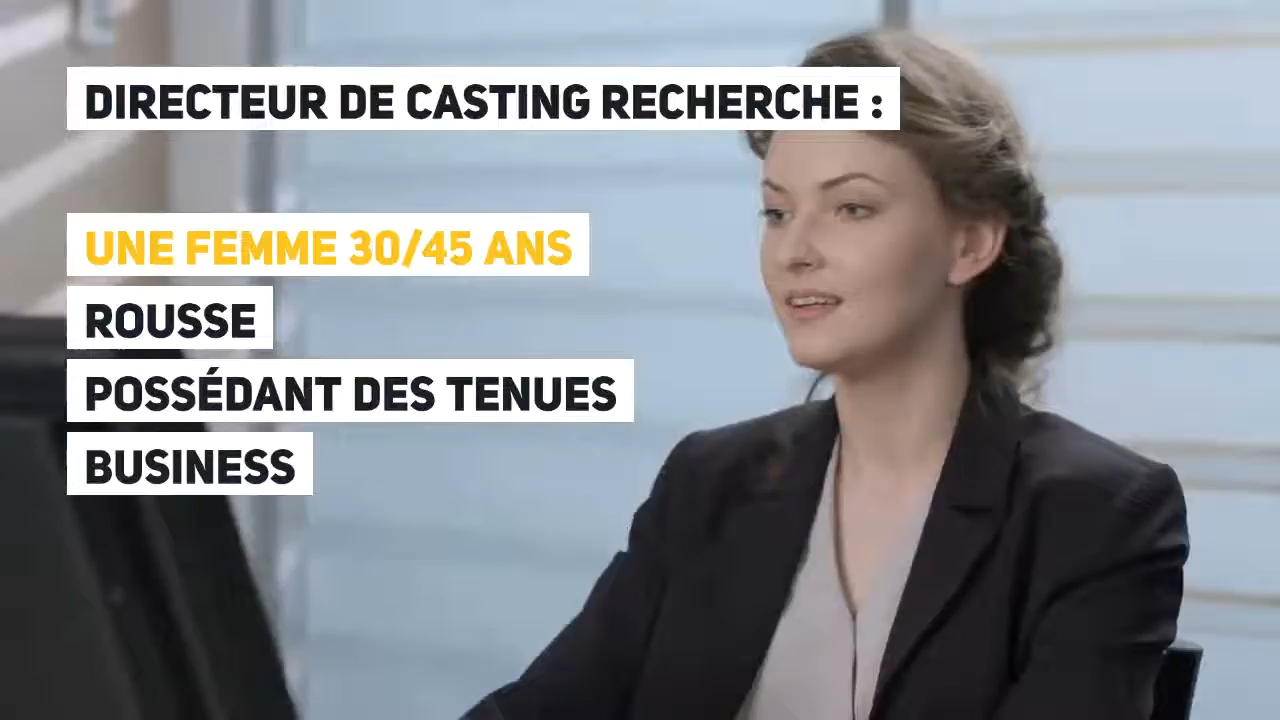 DIRECTEUR DE CASTING RECHERCHE :
UNE FEMME 30/45 ANS
ROUSSE
POSSÉDANT DES TENUES
BUSINESS